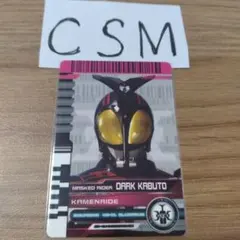 CSM
MASKED RIDER DARK KABUTO
KAMENRIDE